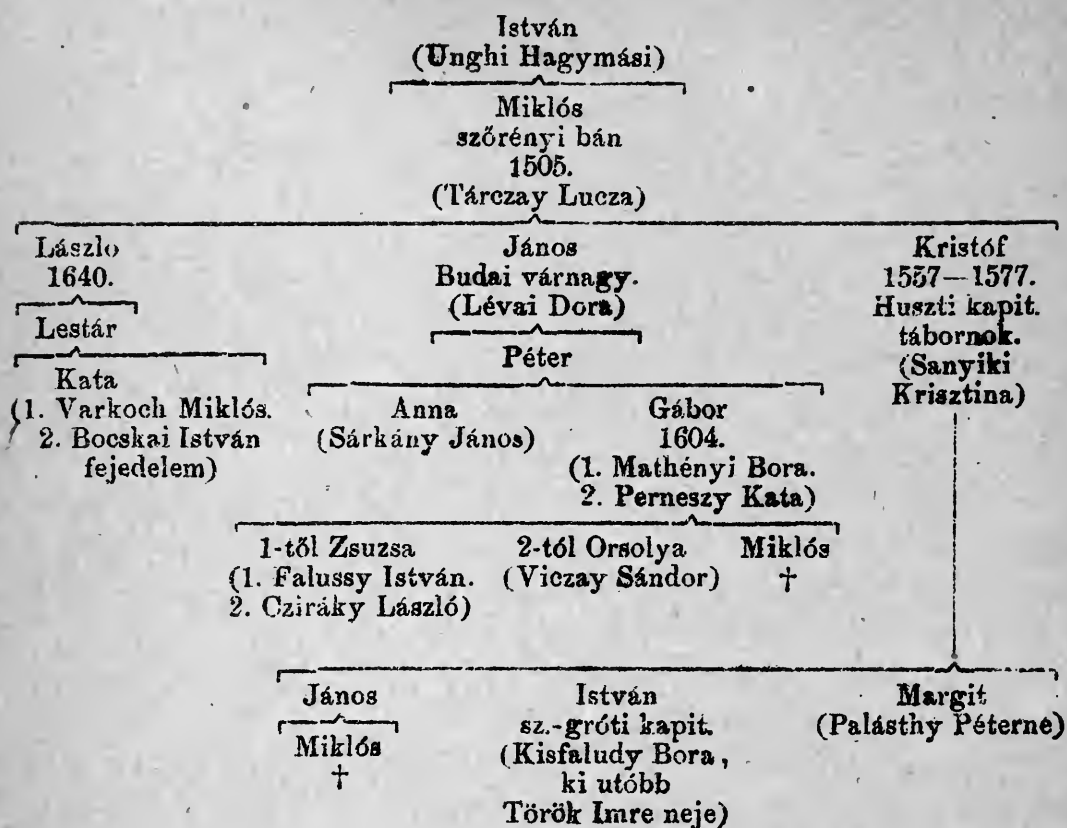 István
(Unghi Hagymási)
Miklós
szőrényi bán
1505.
(Tárczay Lucza)
László
1640.
Lestár
Kata
(1. Varkoch Miklós.
2. Bocskai István
fejedelem)
János
Budai várnagy.
(Lévai Dora)
Péter
Anna
(Sárkány János)
Gábor
1604.
(1. Mathényi Bora.
2. Perneszy Kata)
1-től Zsuzsa
(1. Falussy István.
2. Cziráky László)
2-tól Orsolya
(Viczay Sándor)
Miklós
†
Kristóf
1557—1577.
Huszti kapit.
tábornok.
(Sanyiki
Krisztina)
János
Miklós
†
István
sz.-gróti kapit.
(Kisfaludy Bora,
ki utóbb
Török Imre neje)
Margit
(Palásthy Péterne)